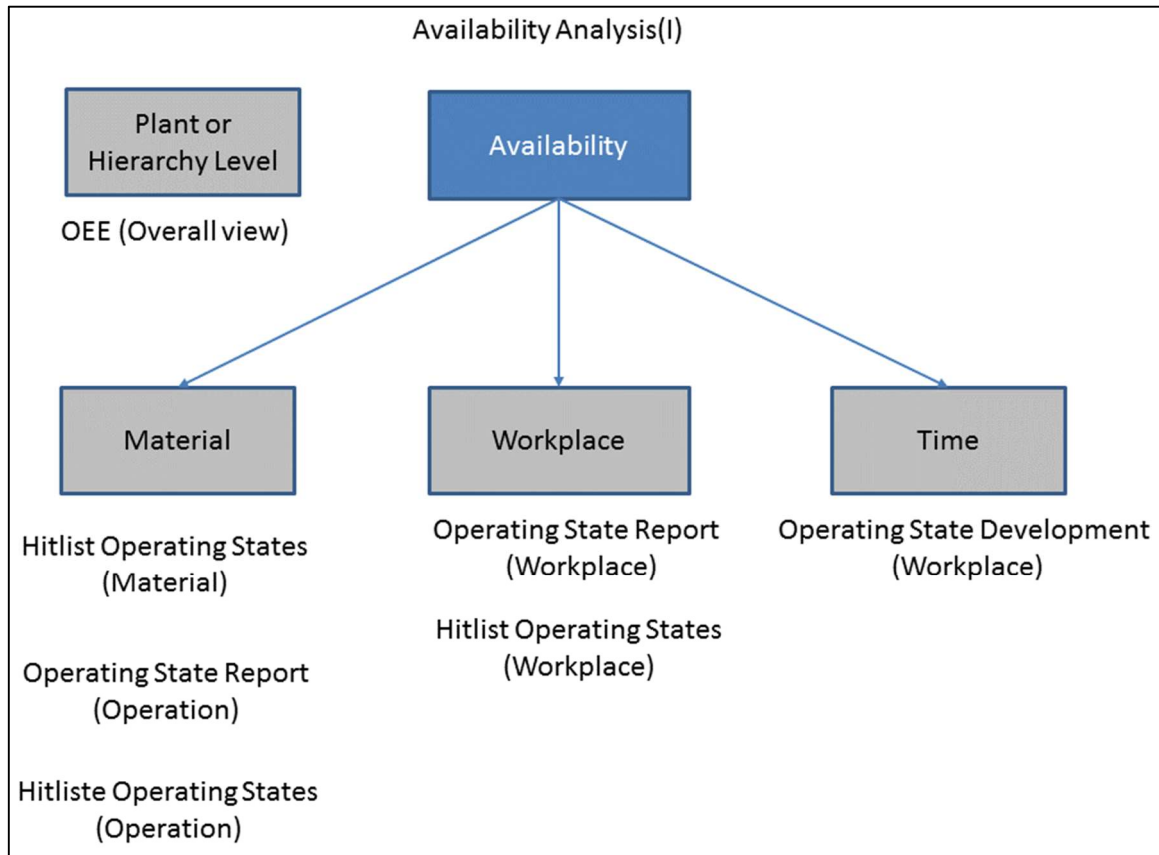 Availability Analysis(I)
Plant or
Hierarchy Level
Availability
OEE (Overall view)
Material
Workplace
Time
Hitlist Operating States
(Material)
Operating State Report
(Operation)
Hitliste Operating States
(Operation)
Operating State Report
(Workplace)
Hitlist Operating States
(Workplace)
Operating State Development
(Workplace)